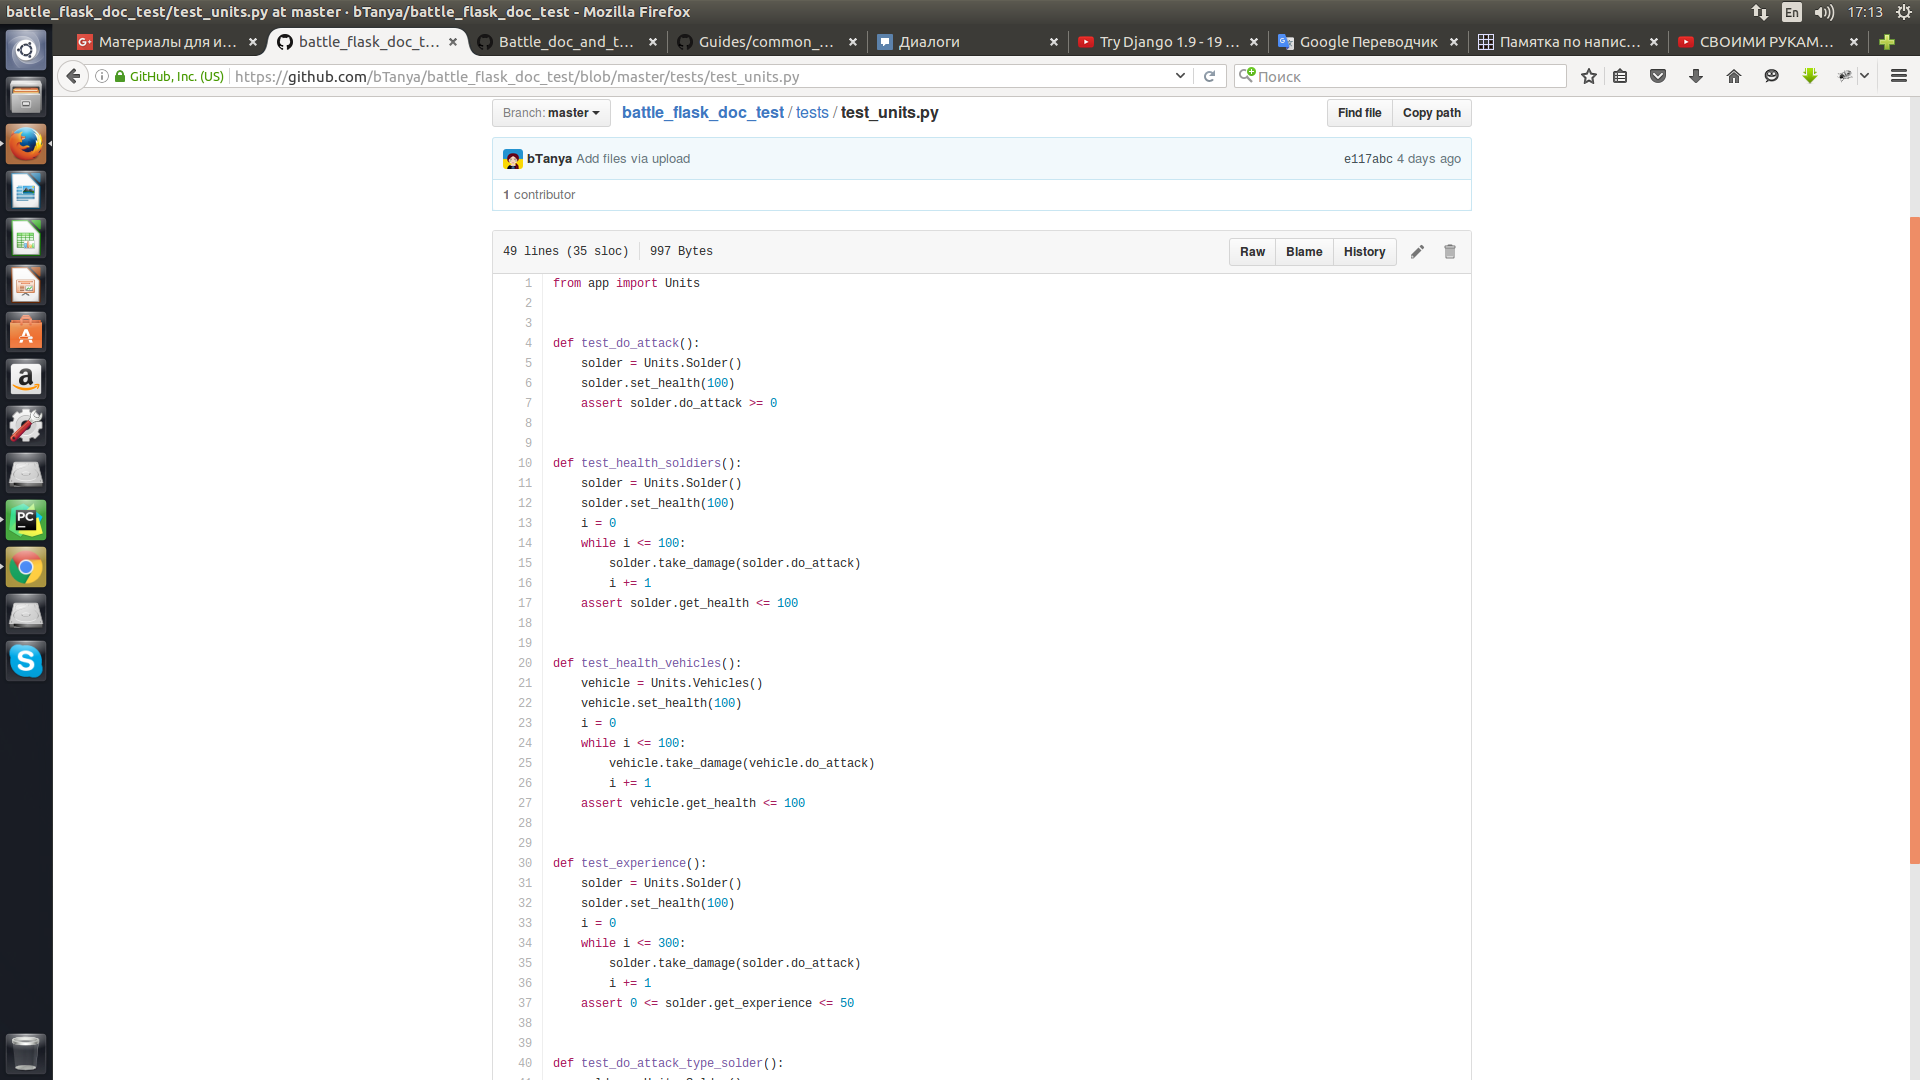 battle_flask_doc_test/test_units.py at master · bTanya/battle_flask_doc_test - Mozilla Firefox
En
17:13
Материалы для и...
battle_flask_doc_t...
Battle_doc_and_t...
Guides/common_...
Диалоги
Try Django 1.9 - 19 ...
Google Переводчик
Памятка по напис...
СВОИМИ РУКАМ...
GitHub, Inc. (US)
https://github.com/bTanya/battle_flask_doc_test/blob/master/tests/test_units.py
Поиск
Branch: master
battle_flask_doc_test / tests / test_units.py
Find file
Copy path
bTanya Add files via upload
e117abc 4 days ago
1 contributor
49 lines (35 sloc)
997 Bytes
Raw
Blame
History
1 from app import Units
2
3
4 def test_do_attack():
5     solder = Units.Solder()
6     solder.set_health(100)
7     assert solder.do_attack >= 0
8
9
10 def test_health_soldiers():
11     solder = Units.Solder()
12     solder.set_health(100)
13     i = 0
14     while i <= 100:
15         solder.take_damage(solder.do_attack)
16         i += 1
17     assert solder.get_health <= 100
18
19
20 def test_health_vehicles():
21     vehicle = Units.Vehicles()
22     vehicle.set_health(100)
23     i = 0
24     while i <= 100:
25         vehicle.take_damage(vehicle.do_attack)
26         i += 1
27     assert vehicle.get_health <= 100
28
29
30 def test_experience():
31     solder = Units.Solder()
32     solder.set_health(100)
33     i = 0
34     while i <= 300:
35         solder.take_damage(solder.do_attack)
36         i += 1
37     assert 0 <= solder.get_experience <= 50
38
39
40 def test_do_attack_type_solder():